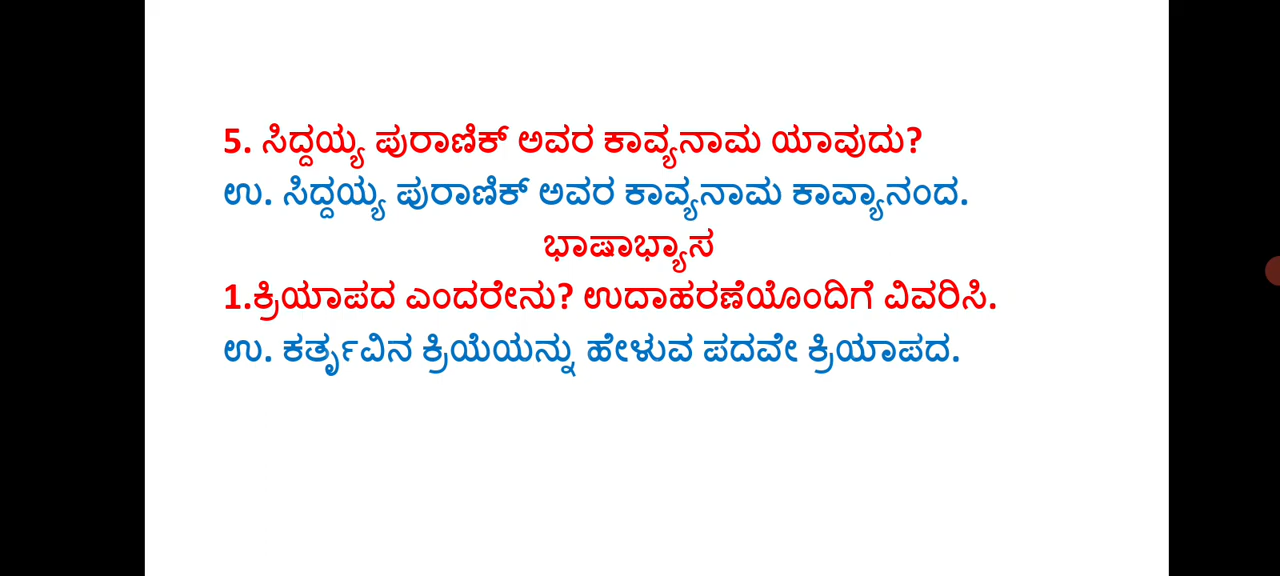 5. ಸಿದ್ದಯ್ಯ ಪುರಾಣಿಕ್ ಅವರ ಕಾವ್ಯನಾಮ ಯಾವುದು?
ಉ. ಸಿದ್ದಯ್ಯ ಪುರಾಣಿಕ್ ಅವರ ಕಾವ್ಯನಾಮ ಕಾವ್ಯಾನಂದ.
ಭಾಷಾಭ್ಯಾಸ
1.ಕ್ರಿಯಾಪದ ಎಂದರೇನು? ಉದಾಹರಣೆಯೊಂದಿಗೆ ವಿವರಿಸಿ.
ಉ. ಕರ್ತೃವಿನ ಕ್ರಿಯೆಯನ್ನು ಹೇಳುವ ಪದವೇ ಕ್ರಿಯಾಪದ.